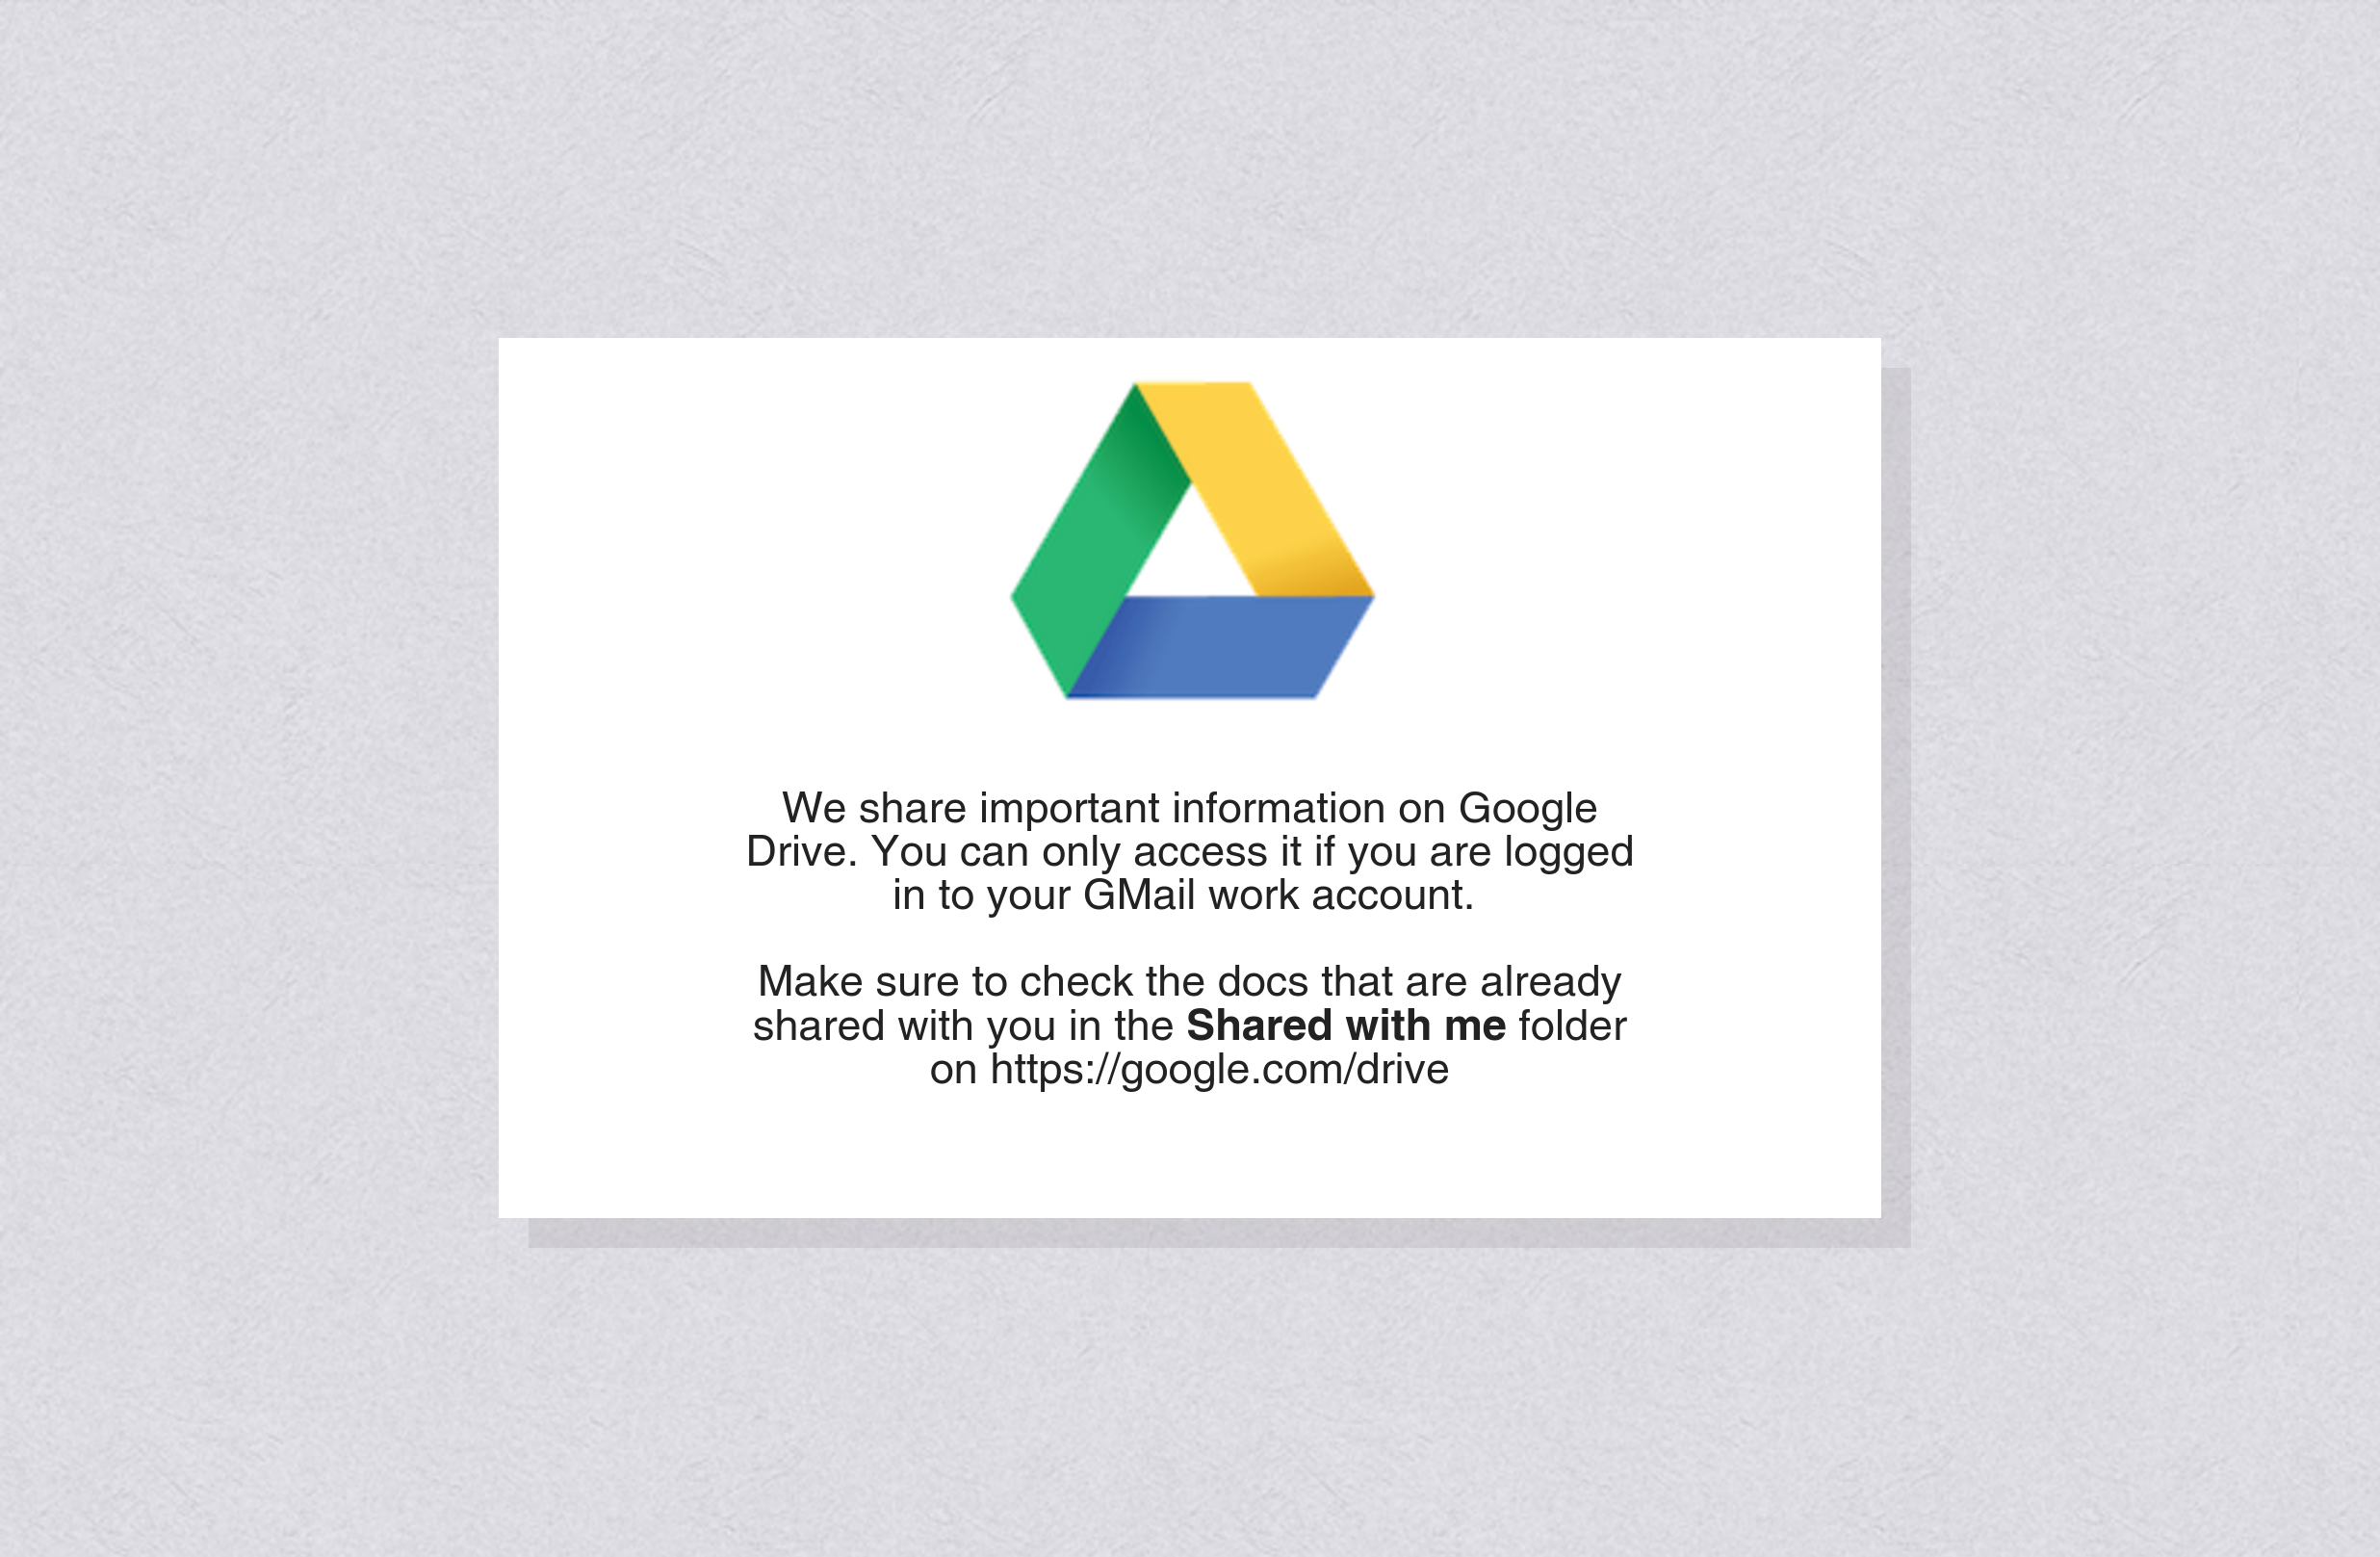 We share important information on Google
Drive. You can only access it if you are logged
in to your GMail work account.
Make sure to check the docs that are already
shared with you in the Shared with me folder
on https://google.com/drive